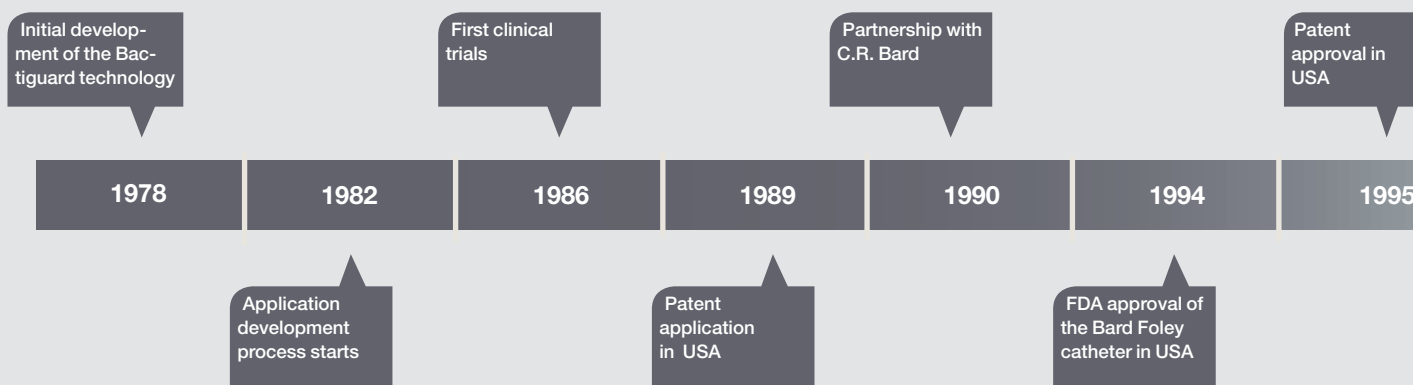 Initial develop-
ment of the Bac-
tiguard technology
First clinical
trials
Partnership with
C.R. Bard
Patent
approval in
USA
1978
1982
1986
1989
1990
1994
1995
Application
development
process starts
Patent
application
in USA
FDA approval of
the Bard Foley
catheter in USA